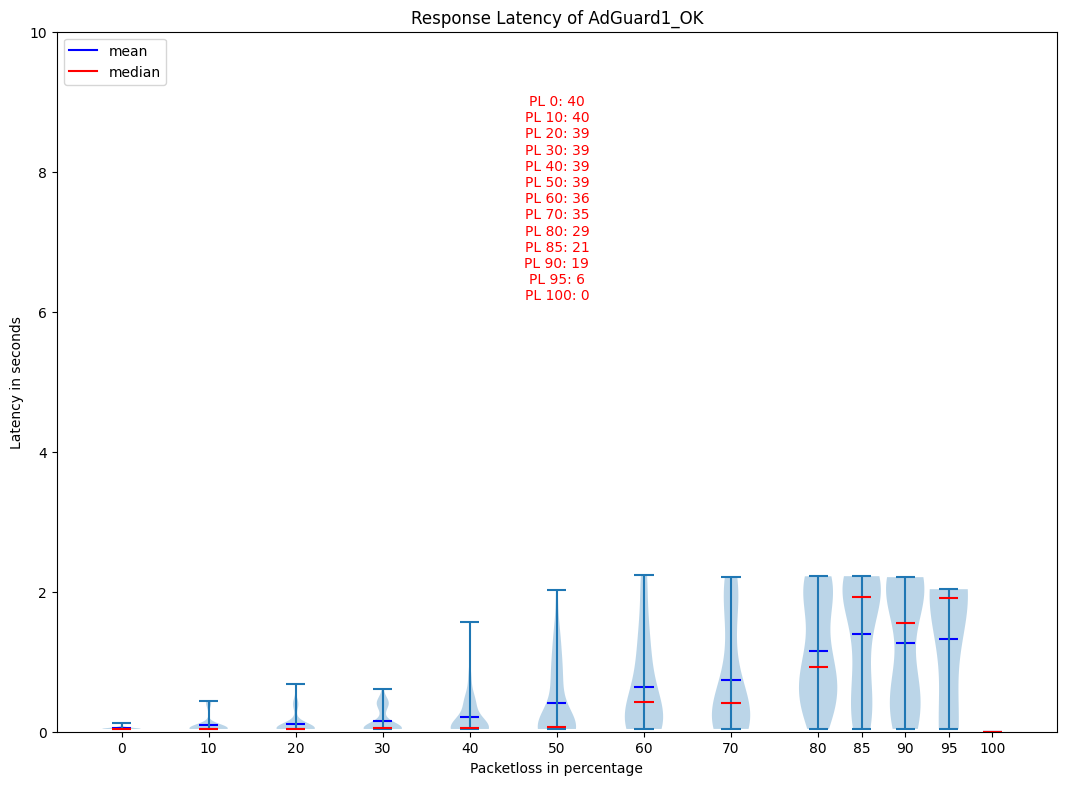 Response Latency of AdGuard1_OK
10
mean
median
PL 0: 40
PL 10: 40
PL 20: 39
PL 30: 39
PL 40: 39
PL 50: 39
PL 60: 36
PL 70: 35
PL 80: 29
PL 85: 21
PL 90: 19
PL 95: 6
PL 100: 0
8
6
4
2
0
Latency in seconds
0 10 20 30 40 50 60 70 80 85 90 95 100
Packetloss in percentage